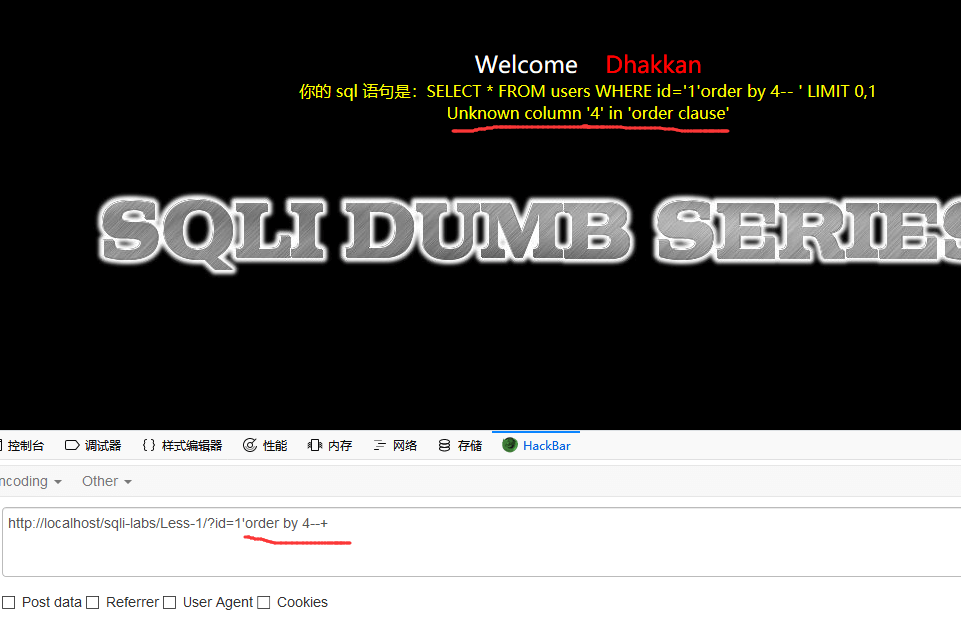 Welcome Dhakkan
你的 sql 语句是：SELECT * FROM users WHERE id='1'order by 4-- ' LIMIT 0,1
Unknown column '4' in 'order clause'
SQLI DUMB SERIES
控制台 调试器 {} 样式编辑器 性能 内存 网络 存储 HackBar
ncoding Other
http://localhost/sqli-labs/Less-1/?id=1'order by 4--+
Post data Referrer User Agent Cookies